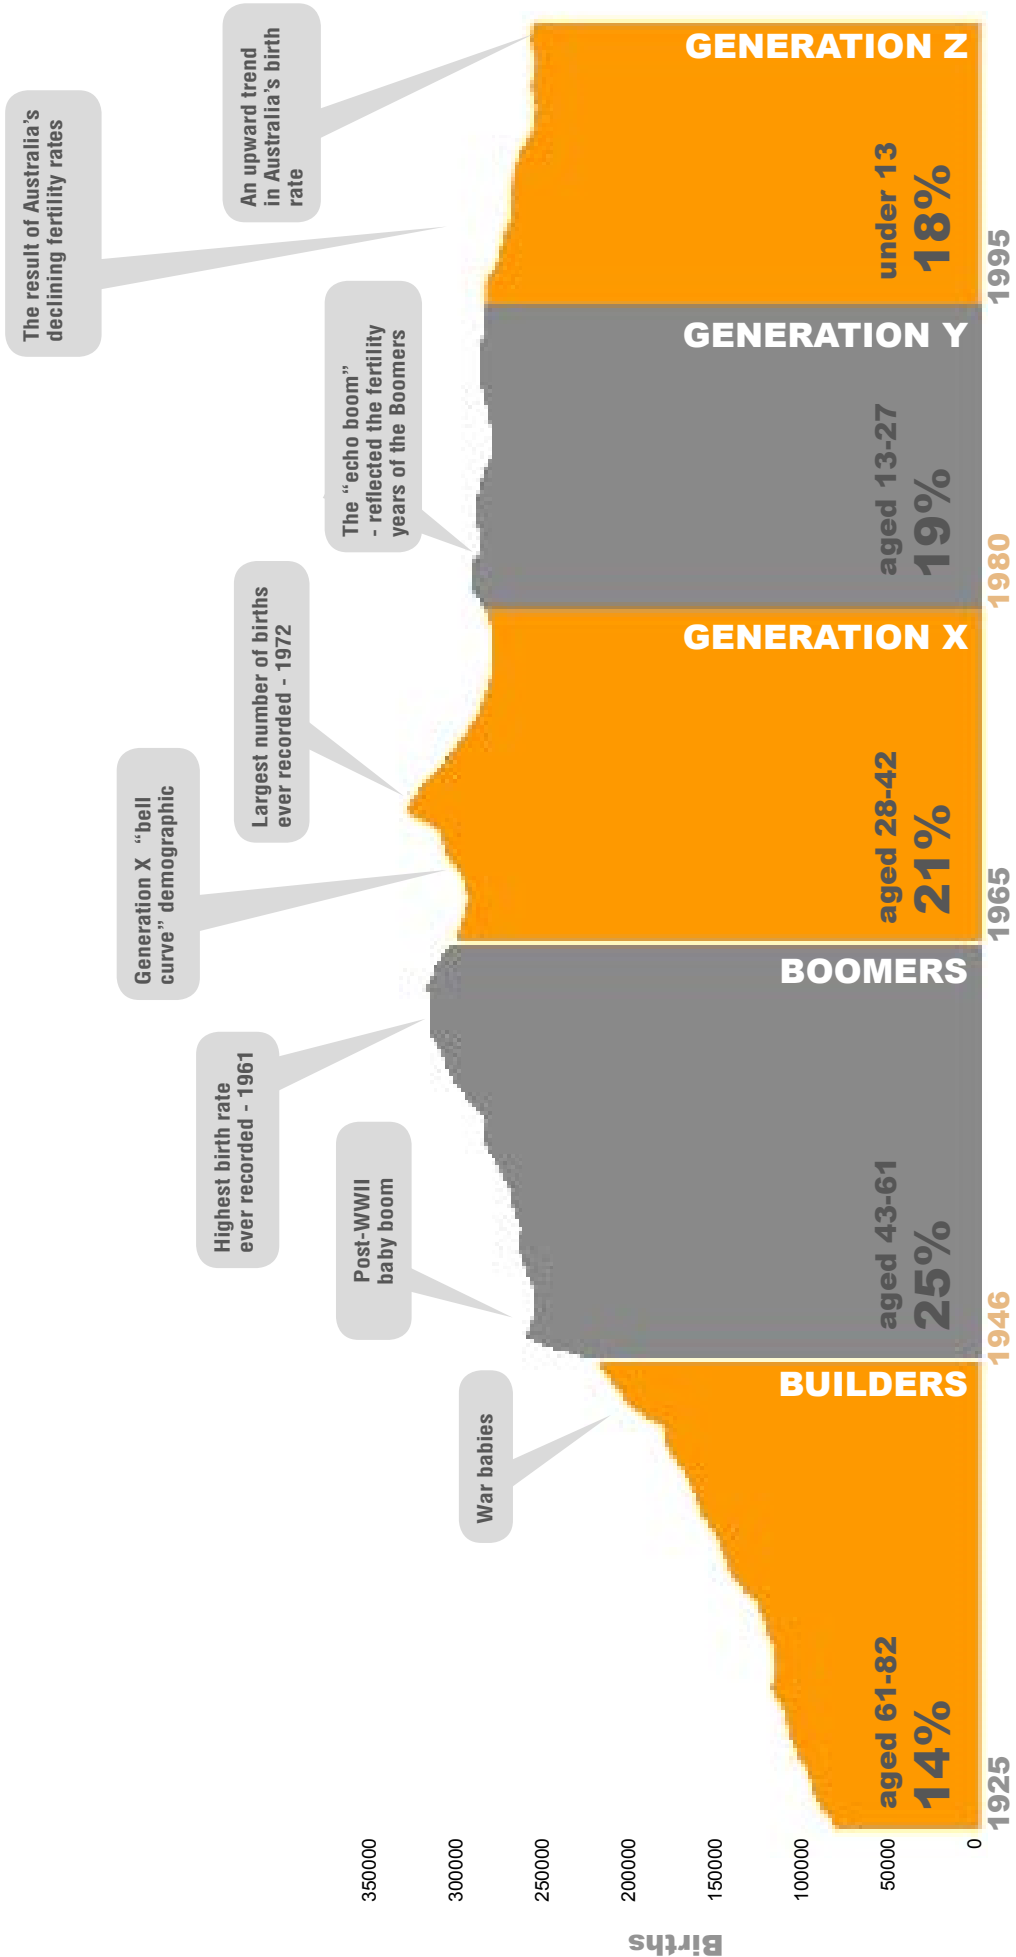 The result of Australia's
declining fertility rates
An upward trend
in Australia's birth
rate
Generation X “bell
curve” demographic
Largest number of births
ever recorded - 1972
The “echo boom”
- reflected the fertility
years of the Boomers
Highest birth rate
ever recorded - 1961
Post-WWII
baby boom
War babies
Births
350000
300000
250000
200000
150000
100000
50000
0
BUILDERS
aged 61-82
14%
BOOMERS
aged 43-61
25%
GENERATION X
aged 28-42
21%
GENERATION Y
aged 13-27
19%
GENERATION Z
under 13
18%
1925
1946
1965
1980
1995